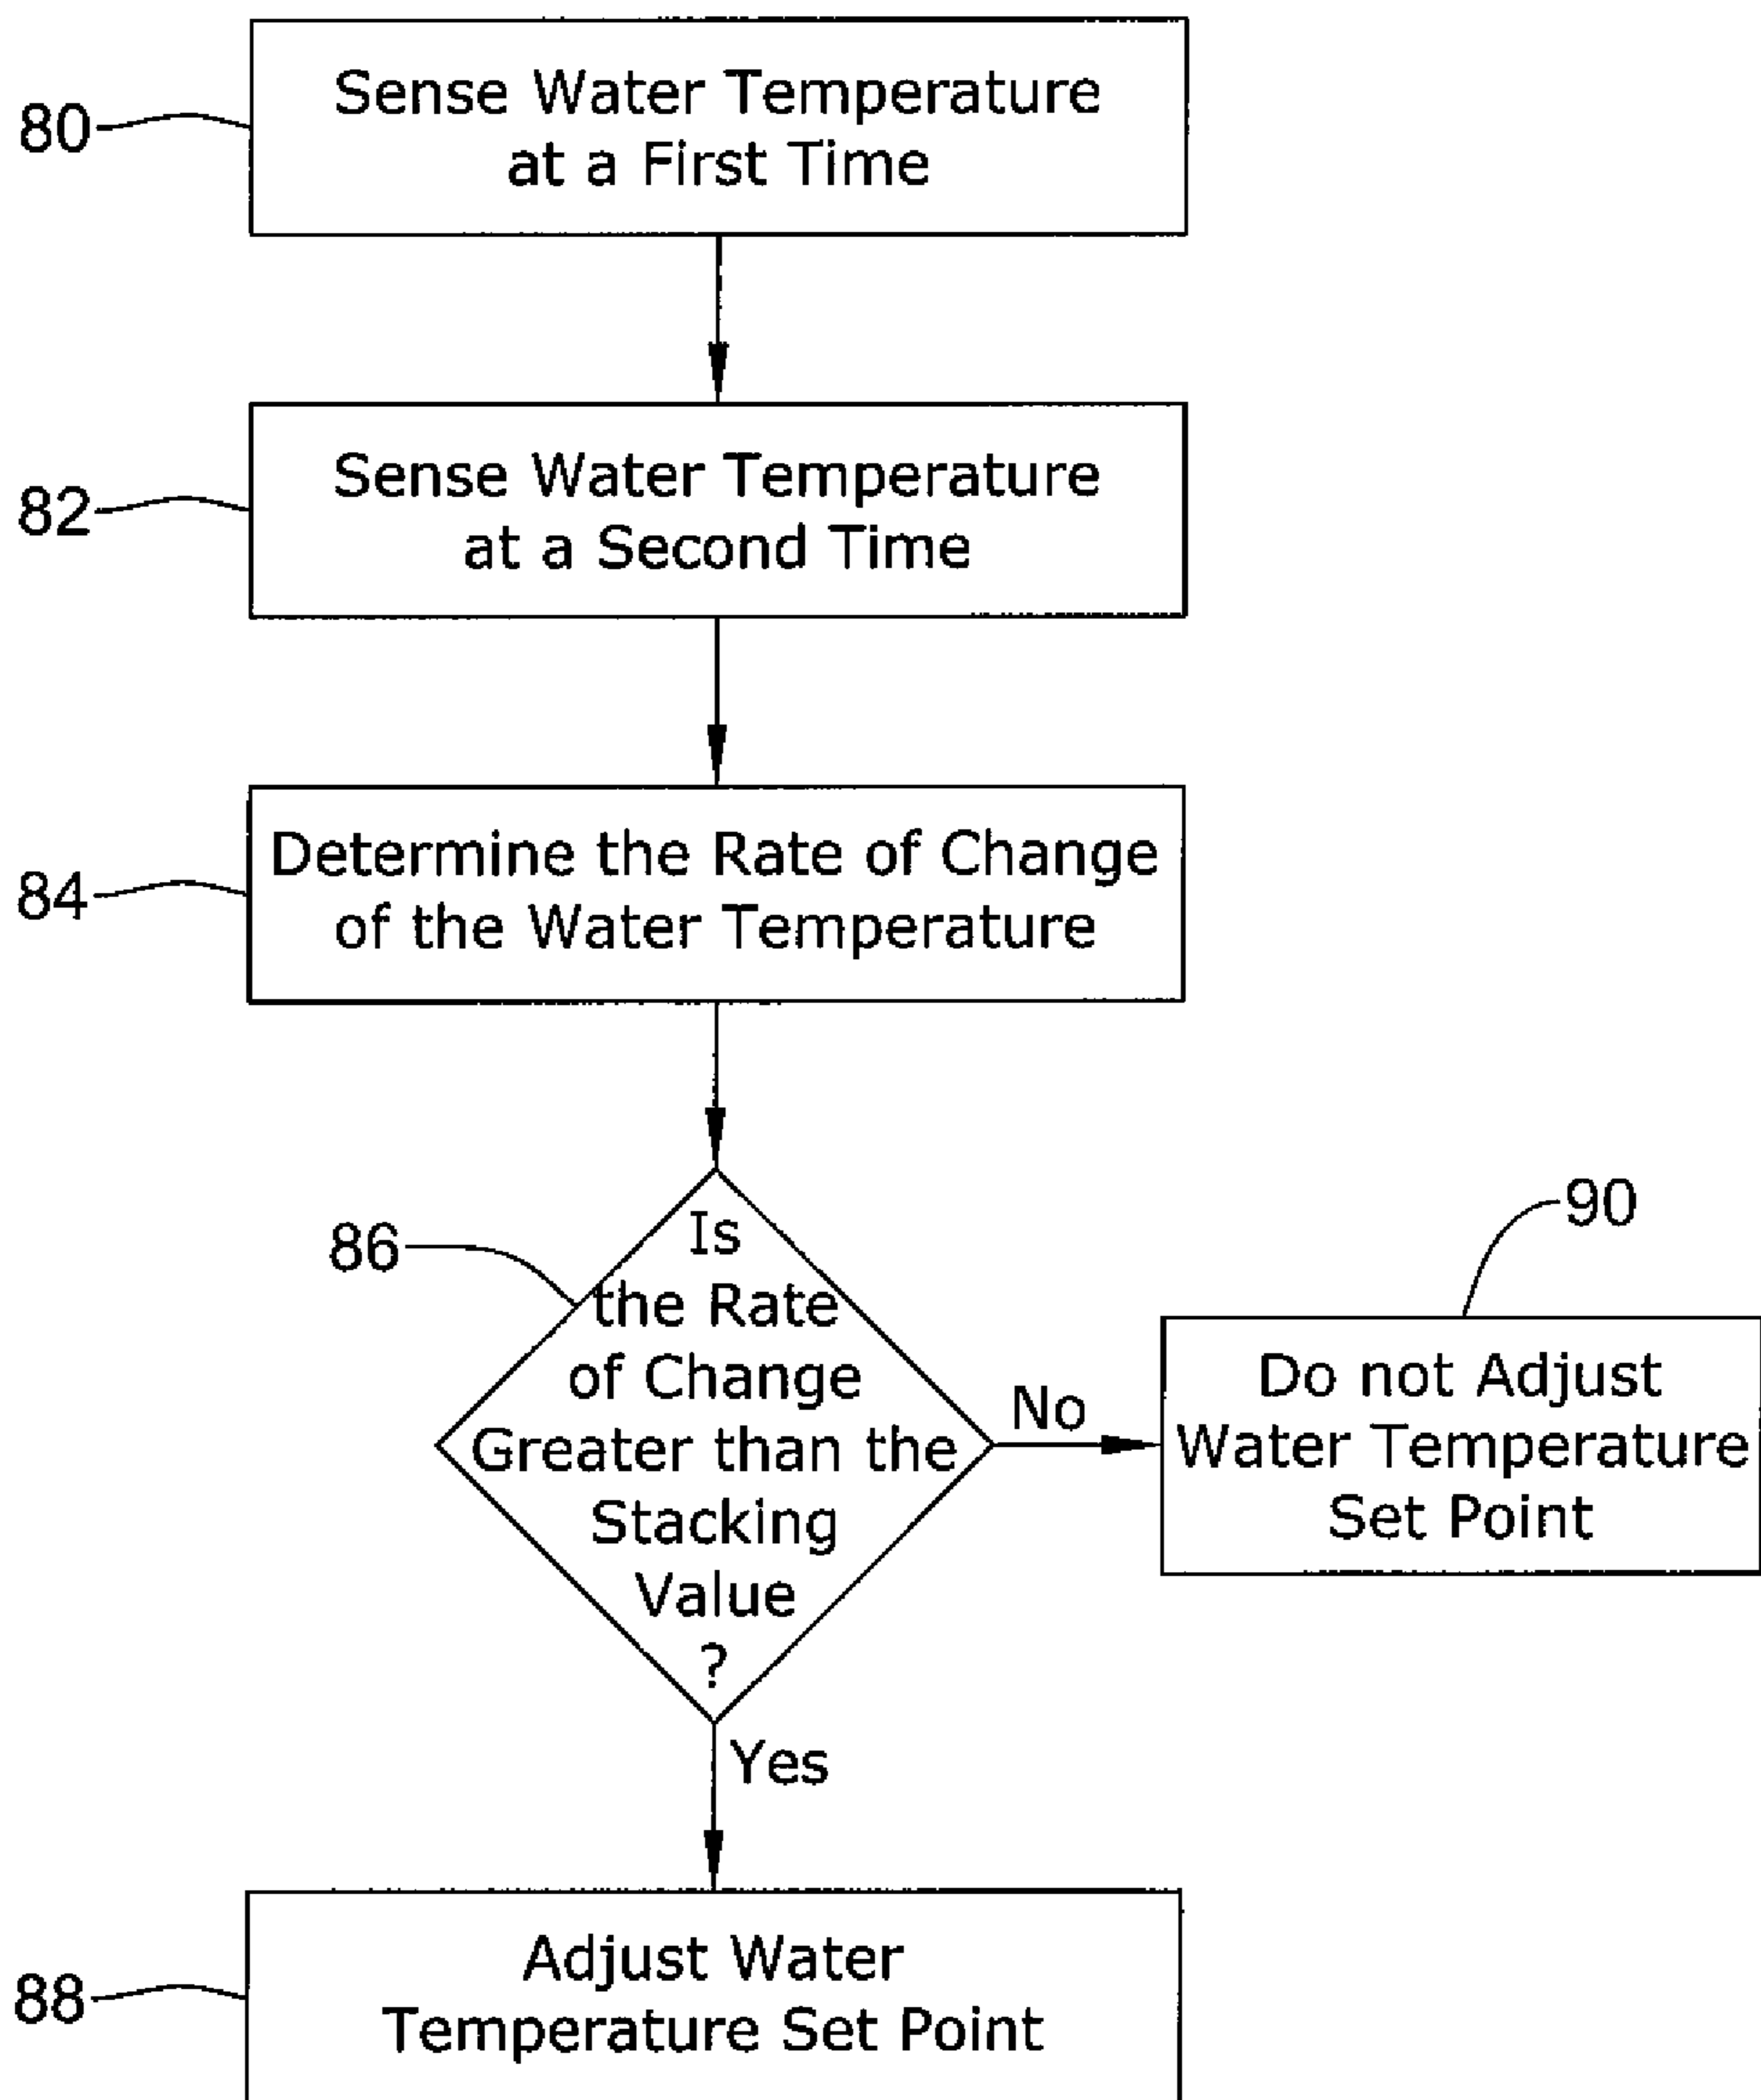 80
Sense Water Temperature
at a First Time
82
Sense Water Temperature
at a Second Time
84
Determine the Rate of Change
of the Water Temperature
86
Is
the Rate
of Change
Greater than the
Stacking
Value
?
No
90
Do not Adjust
Water Temperature
Set Point
Yes
88
Adjust Water
Temperature Set Point